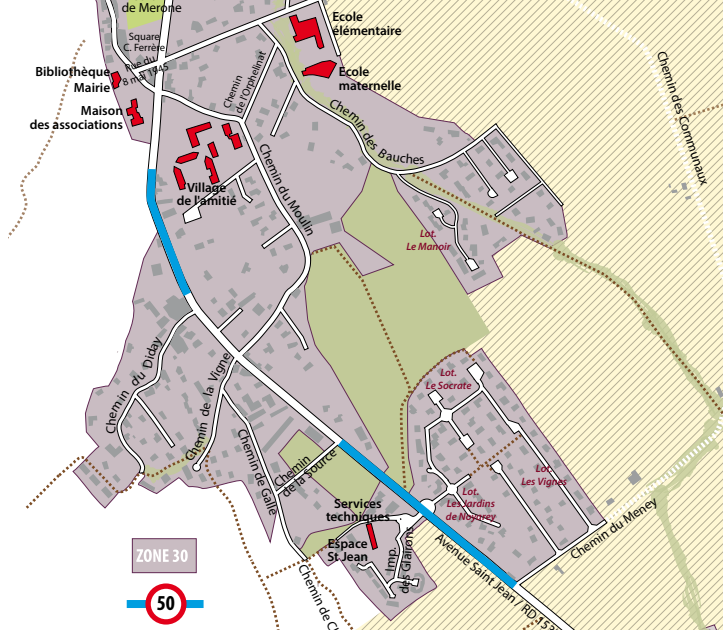 de Merone
Ecole
élémentaire
Square
C. Ferrère
Rue du
8 mai 1945
Bibliothèque
Mairie
Ecole
maternelle
Chemin
de l'Orphelinat
Maison
des associations
Chemin des Bauches
Chemin des Communaux
Chemin du Moulin
Village
de l'amitié
Lot.
Le Manoir
Chemin du Diday
Chemin de la Vigne
Lot.
Le Socrate
Chemin de Galle
Chemin
de la Source
Lot.
Les Vignes
Lot.
Les Jardins
de Noyarey
Services
techniques
Espace
St Jean
Imp.
des Glairons
Chemin du Meney
Avenue Saint Jean / RD 153
Chemin de C
ZONE 30
50